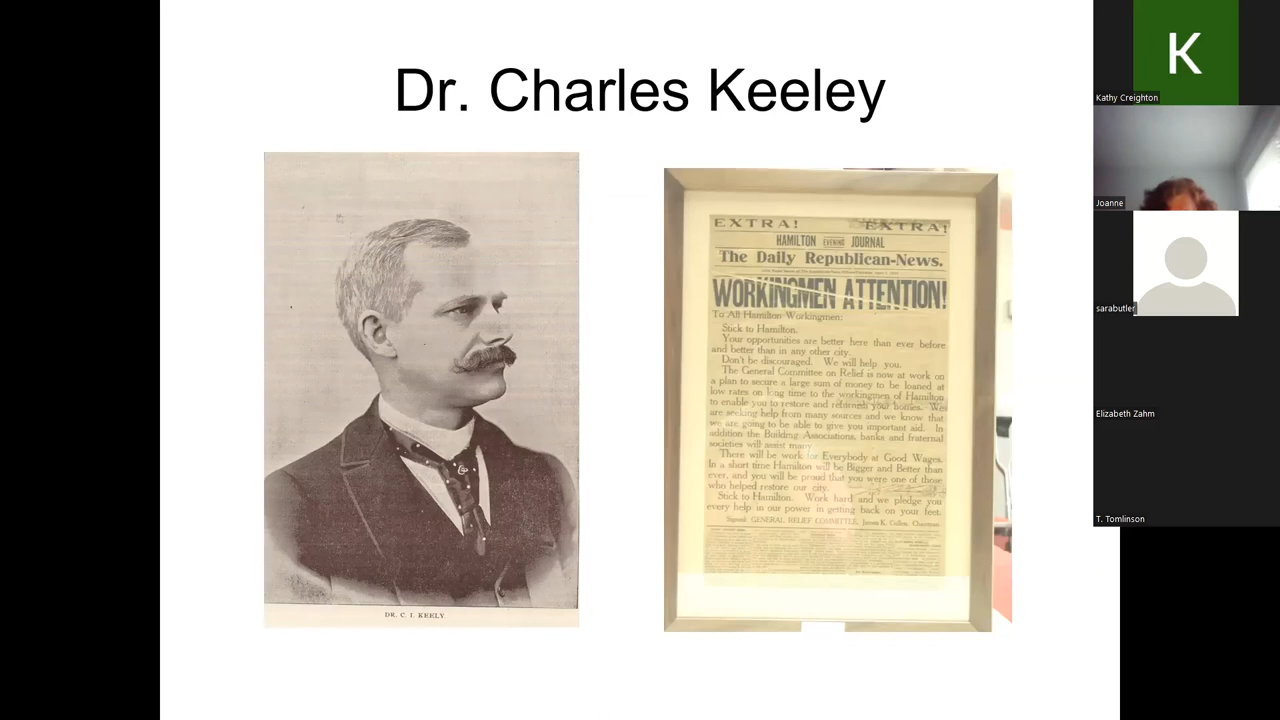 Dr. Charles Keeley
DR. C. I. KEELY
EXTRA! EXTRA!
HAMILTON EVENING JOURNAL
The Daily Republican-News.
WORKINGMEN ATTENTION!
To All Hamilton Workingmen:
Stick to Hamilton.
Your opportunities are better here than ever before
and better than in any other city.
Don't be discouraged. We will help you.
The General Committee on Relief is now at work on
a plan to secure a large sum of money to be loaned at
low rates on long time to the workingmen of Hamilton
to enable you to restore and refurnish your homes. We
are seeking help from many sources and we know that
we are going to be able to give you important aid. In
addition the Building Associations, banks and fraternal
societies will assist many.
There will be work for Everybody at Good Wages.
In a short time Hamilton will be Bigger and Better than
ever, and you will be proud that you were one of those
who helped restore our city.
Stick to Hamilton. Work hard and we pledge you
every help in our power in getting back on your feet.
Signed: GENERAL RELIEF COMMITTEE, James K. Cullen, Chairman.
K
Kathy Creighton
Joanne
sarabutler
Elizabeth Zahm
T. Tomlinson